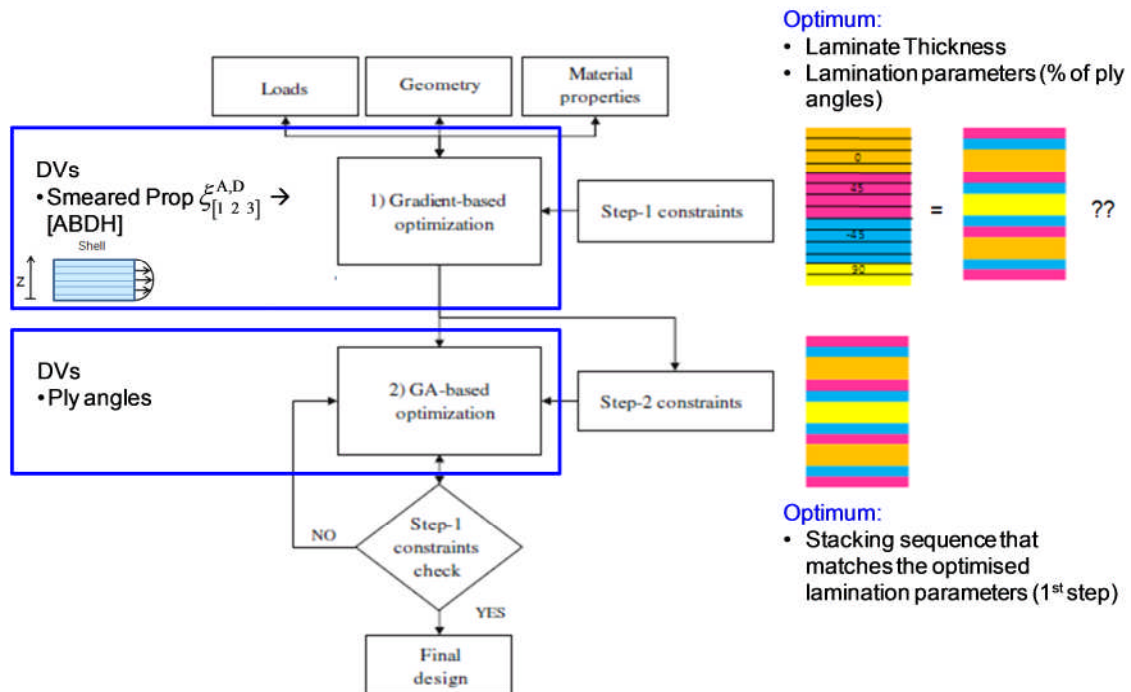 Optimum:
• Laminate Thickness
• Lamination parameters (% of ply
angles)
Loads
Geometry
Material
properties
DVs
•Smeared Prop ξ^{A,D}_{[1 2 3]} →
[ABDH]
Shell
z
1) Gradient-based
optimization
Step-1 constraints
0
45
-45
90
=
??
DVs
•Ply angles
2) GA-based
optimization
Step-2 constraints
NO
Step-1
constraints
check
YES
Final
design
Optimum:
• Stacking sequence that
matches the optimised
lamination parameters (1st step)